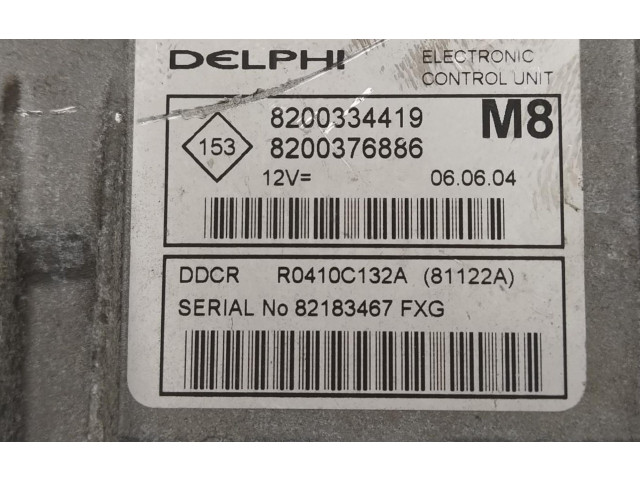 DELPHI
ELECTRONIC
CONTROL UNIT
8200334419
M8
153
8200376886
12V=
06.06.04
DDCR R0410C132A (81122A)
SERIAL No 82183467 FXG